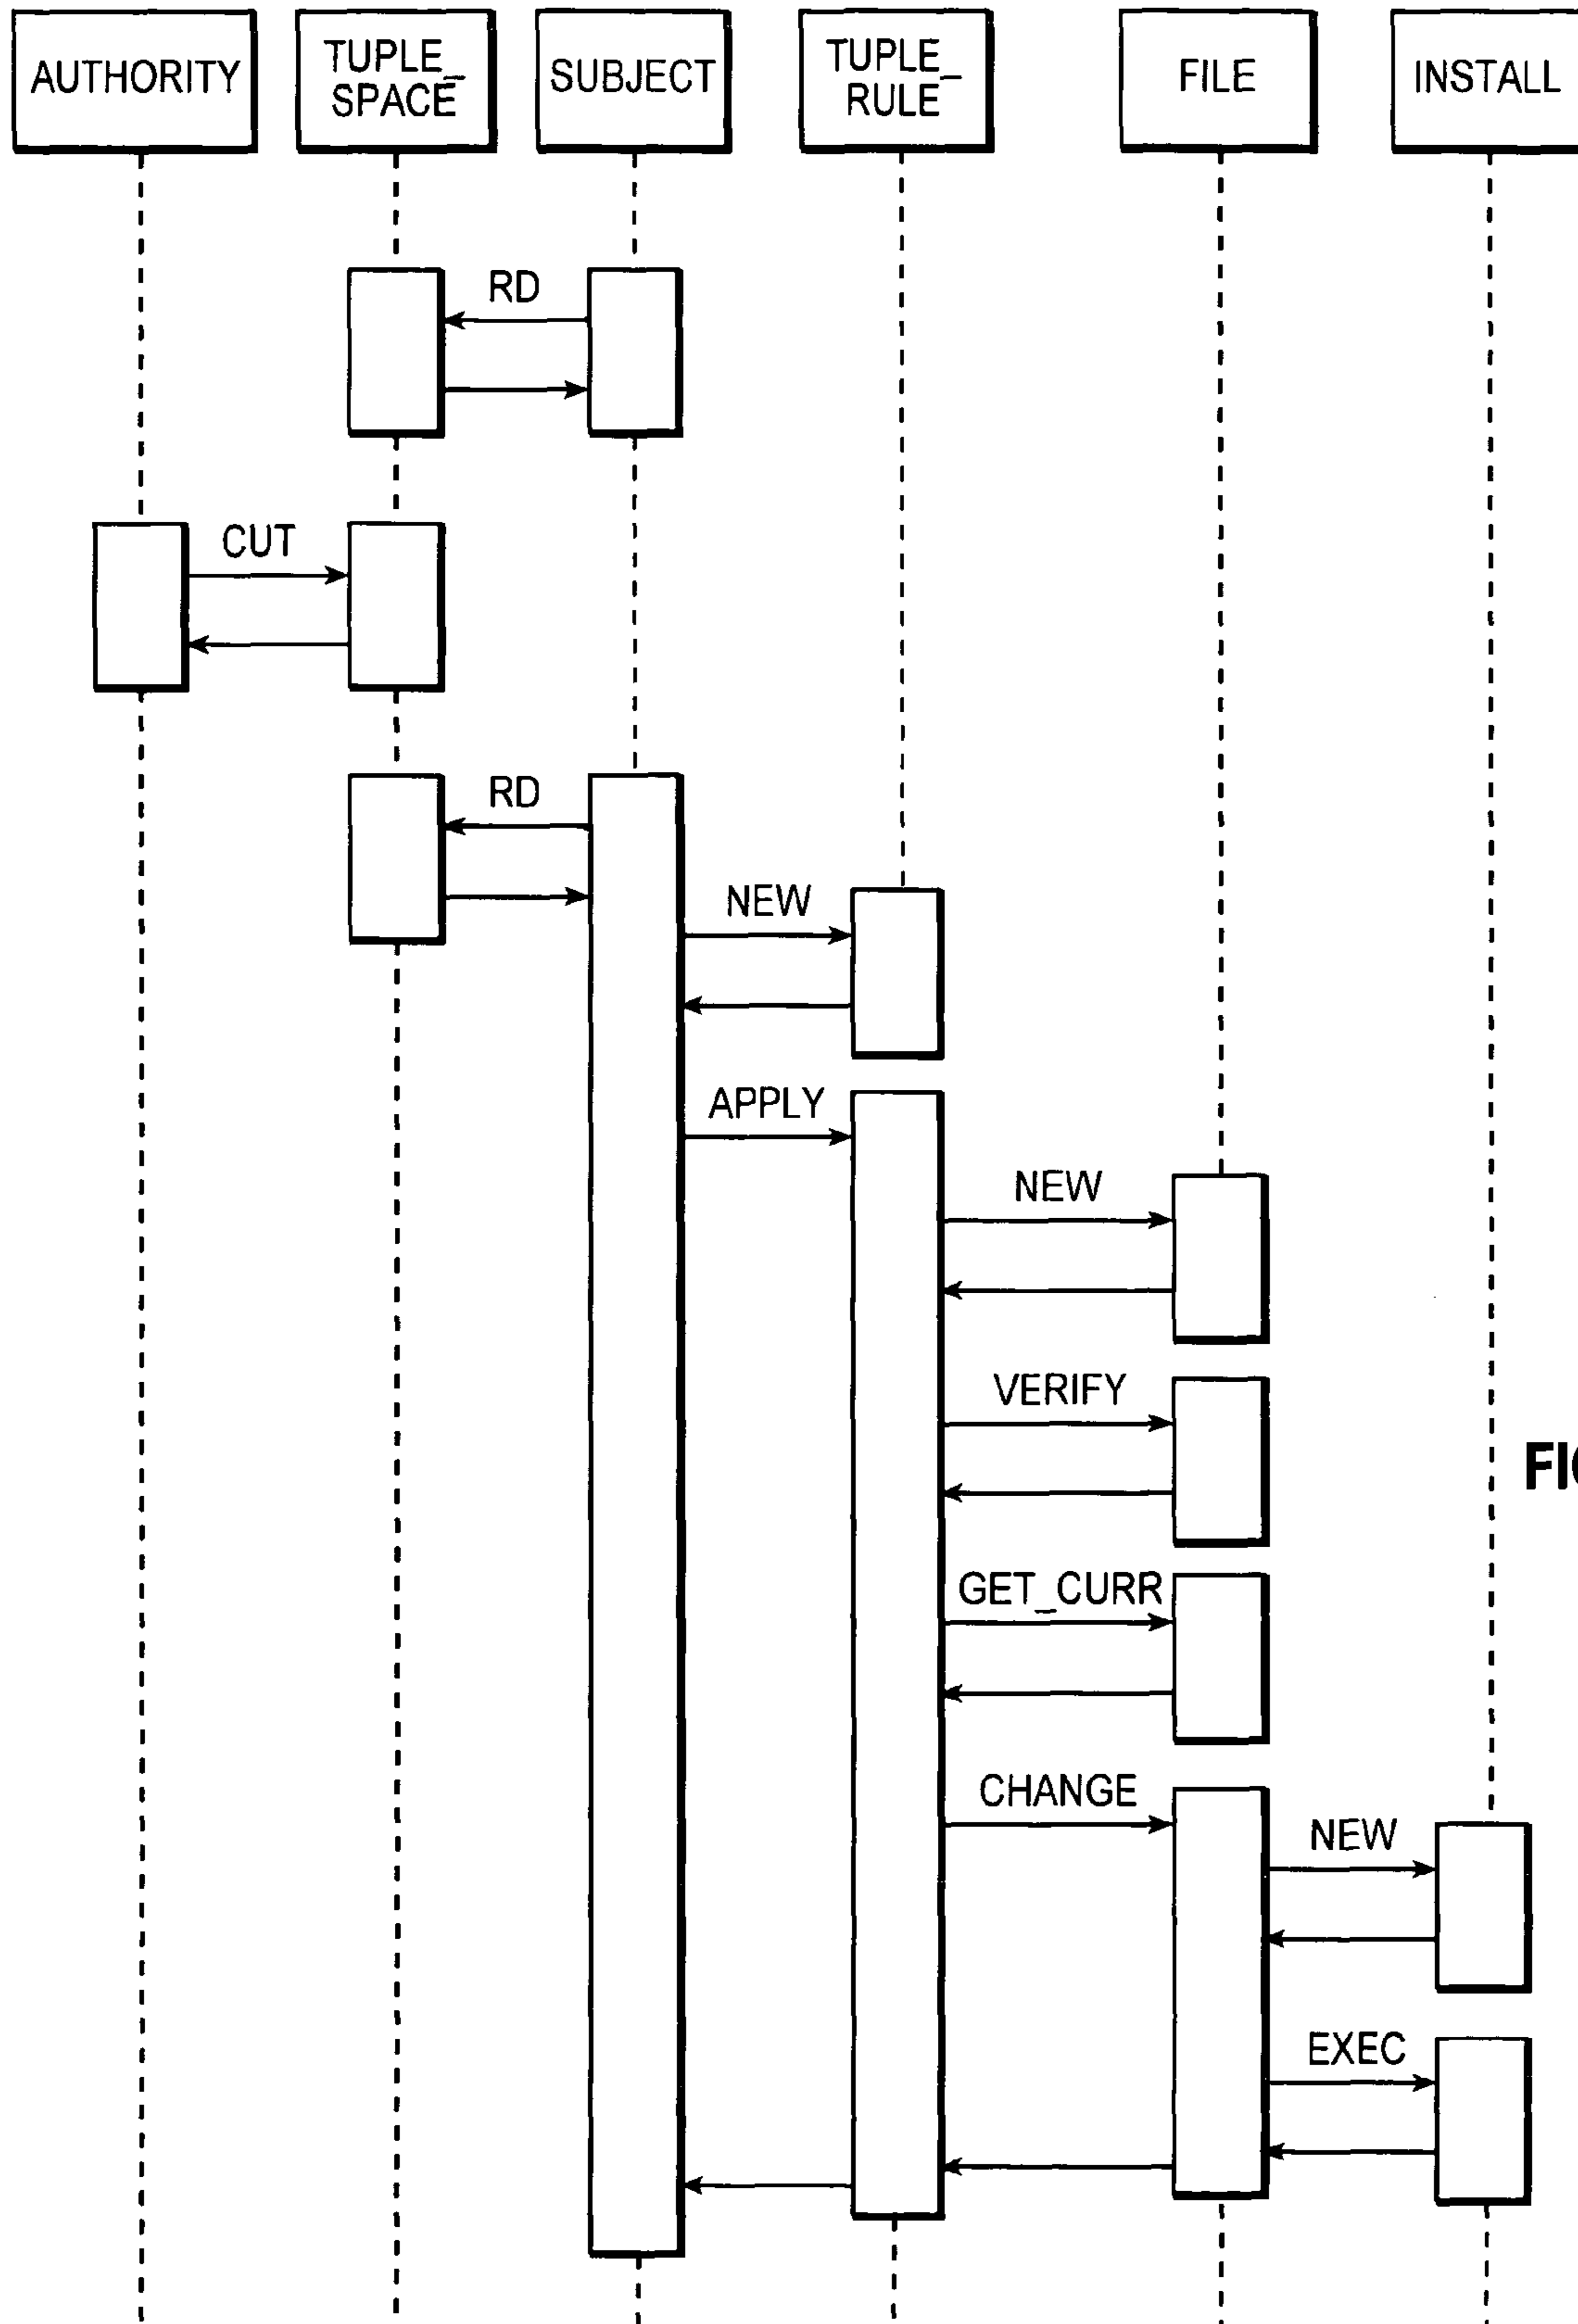 AUTHORITY
TUPLE_
SPACE
SUBJECT
TUPLE_
RULE
FILE
INSTALL
RD
CUT
RD
NEW
APPLY
NEW
VERIFY
GET_CURR
CHANGE
NEW
EXEC